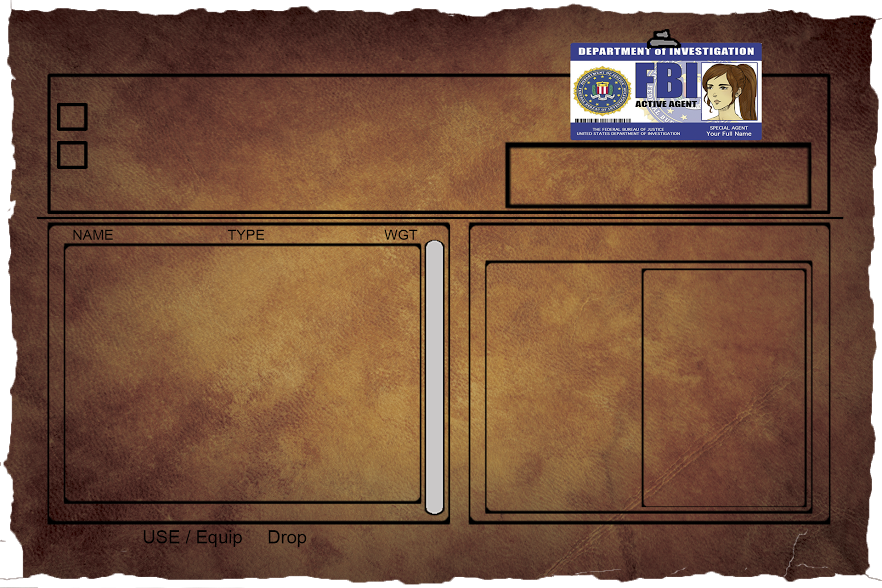 DEPARTMENT of INVESTIGATION
FBI
ACTIVE AGENT
THE FEDERAL BUREAU OF JUSTICE
UNITED STATES DEPARTMENT OF INVESTIGATION
SPECIAL AGENT
Your Full Name
NAME TYPE WGT
USE / Equip Drop